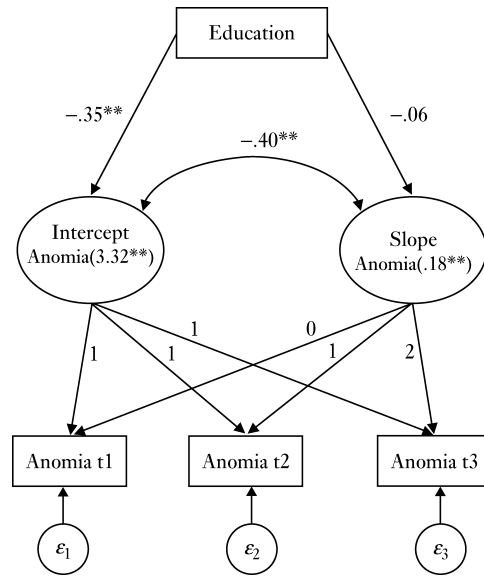 Education
−.35**
−.06
−.40**
Intercept
Anomia(3.32**)
Slope
Anomia(.18**)
1
1
1
0
1
2
Anomia t1
Anomia t2
Anomia t3
ε1
ε2
ε3